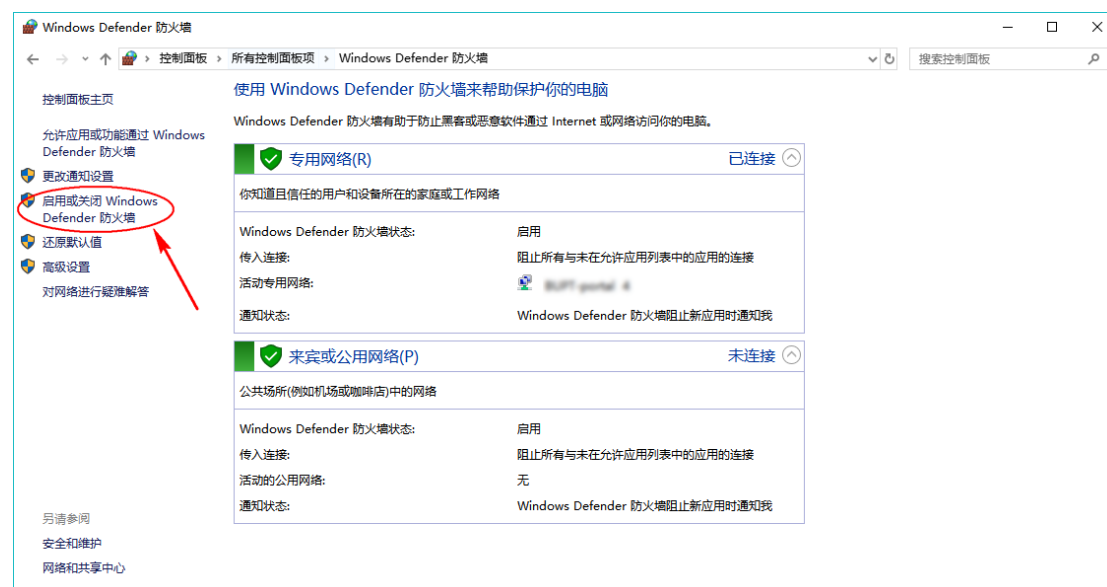 Windows Defender 防火墙
控制面板 › 所有控制面板项 › Windows Defender 防火墙
搜索控制面板
控制面板主页
允许应用或功能通过 Windows
Defender 防火墙
更改通知设置
启用或关闭 Windows
Defender 防火墙
还原默认值
高级设置
对网络进行疑难解答
使用 Windows Defender 防火墙来帮助保护你的电脑
Windows Defender 防火墙有助于防止黑客或恶意软件通过 Internet 或网络访问你的电脑。
专用网络(R) 已连接
你知道且信任的用户和设备所在的家庭或工作网络
Windows Defender 防火墙状态: 启用
传入连接: 阻止所有与未在允许应用列表中的应用的连接
活动专用网络:
通知状态: Windows Defender 防火墙阻止新应用时通知我
来宾或公用网络(P) 未连接
公共场所(例如机场或咖啡店)中的网络
Windows Defender 防火墙状态: 启用
传入连接: 阻止所有与未在允许应用列表中的应用的连接
活动的公用网络: 无
通知状态: Windows Defender 防火墙阻止新应用时通知我
另请参阅
安全和维护
网络和共享中心